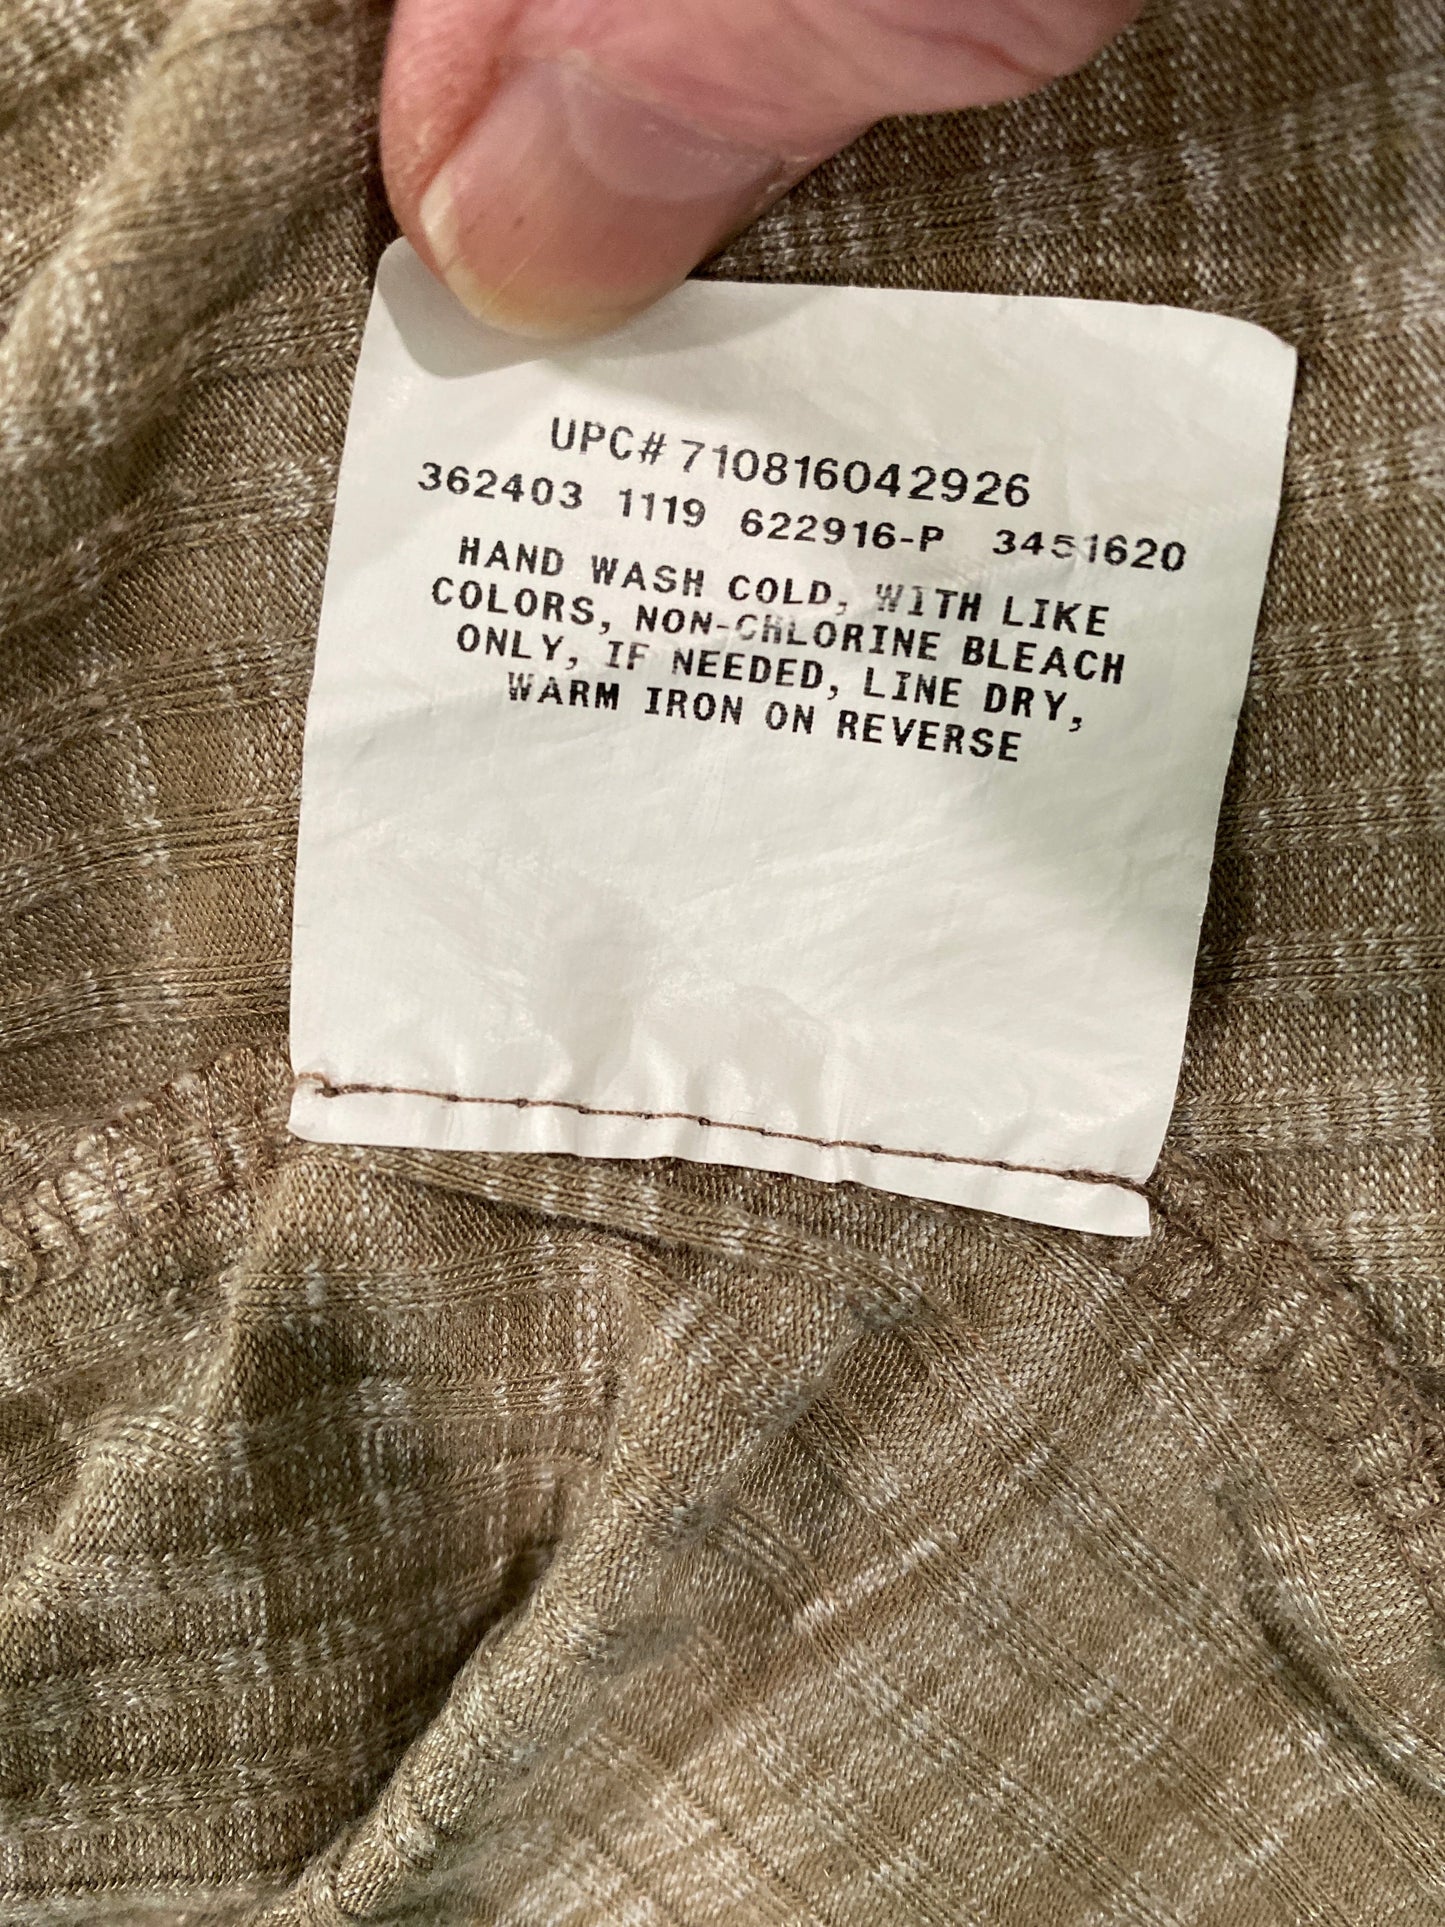 UPC# 710816042926
362403 1119 622916-P 3451620
HAND WASH COLD, WITH LIKE
COLORS, NON-CHLORINE BLEACH
ONLY, IF NEEDED, LINE DRY,
WARM IRON ON REVERSE